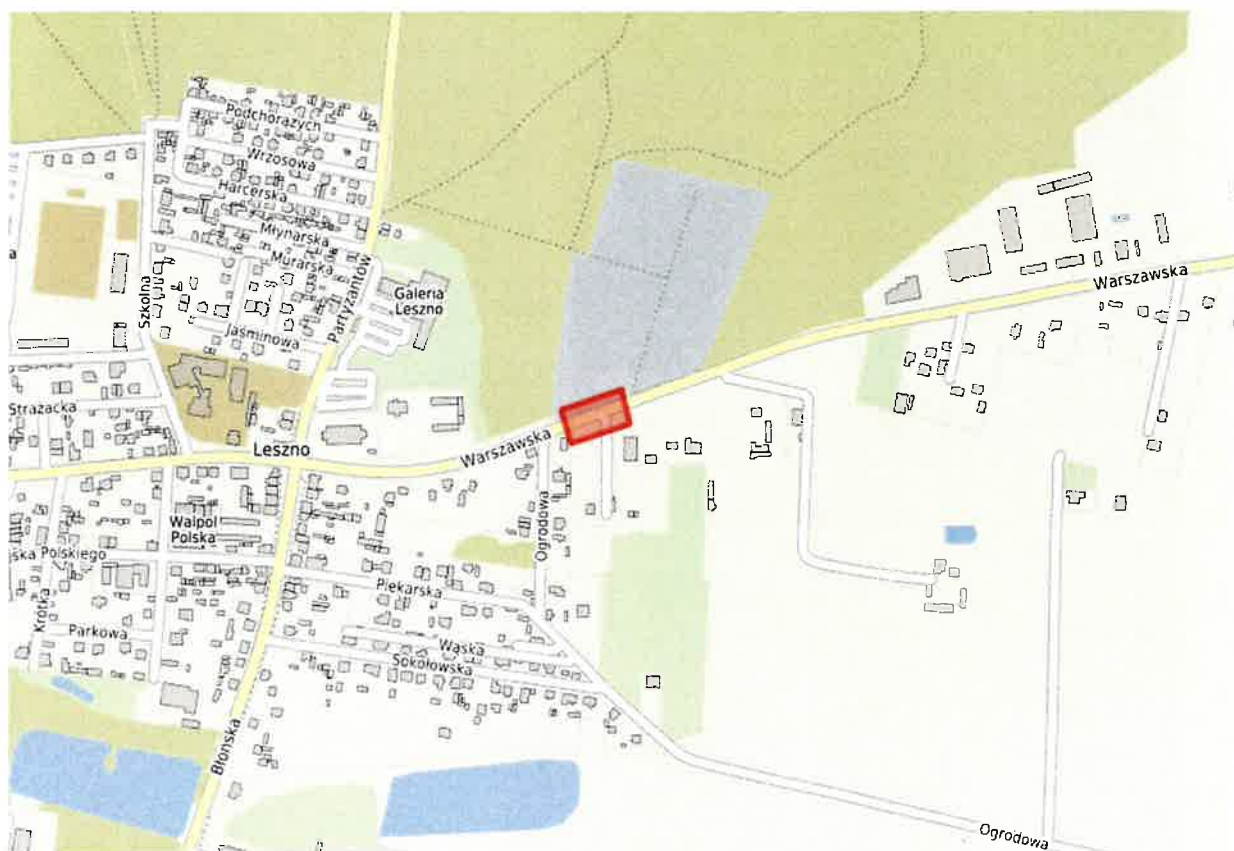 Podchorążych
Wrzosowa
Harcerska
Młynarska
Murarska
Szkolna
Partyzantów
Galeria
Leszno
Jaśminowa
Warszawska
Strażacka
Leszno
Warszawska
Walpol
Polska
Ogrodowa
Polskiego
Krótka
Piekarska
Parkowa
Wąska
Sokołowska
Błońska
Ogrodowa